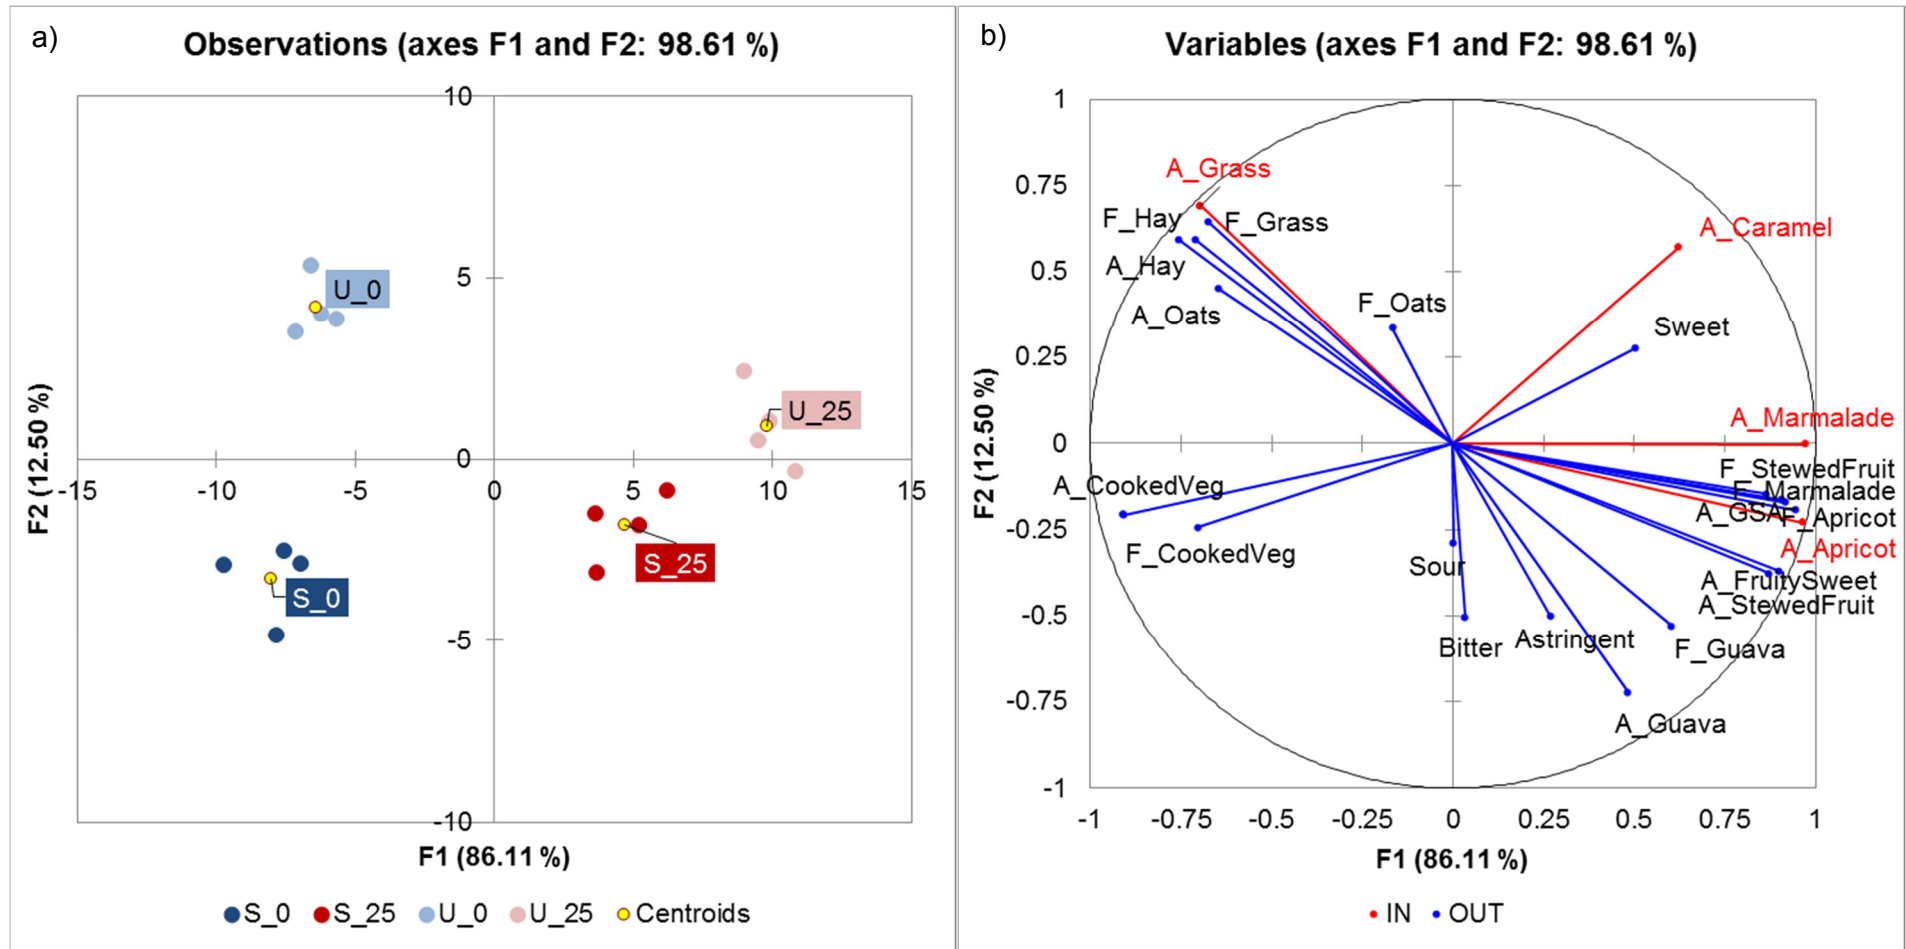 a)
Observations (axes F1 and F2: 98.61 %)
10
5
0
-5
-10
-15
-10
-5
0
5
10
15
F2 (12.50 %)
F1 (86.11 %)
U_0
U_25
S_25
S_0
S_0
S_25
U_0
U_25
Centroids
b)
Variables (axes F1 and F2: 98.61 %)
1
0.75
0.5
0.25
0
-0.25
-0.5
-0.75
-1
-1
-0.75
-0.5
-0.25
0
0.25
0.5
0.75
1
F2 (12.50 %)
F1 (86.11 %)
A_Grass
F_Hay
F_Grass
A_Hay
A_Oats
F_Oats
A_Caramel
Sweet
A_Marmalade
F_StewedFruit
F_Marmalade
A_GSA
F_Apricot
A_Apricot
A_FruitySweet
A_StewedFruit
A_CookedVeg
F_CookedVeg
Sour
Bitter
Astringent
F_Guava
A_Guava
IN
OUT